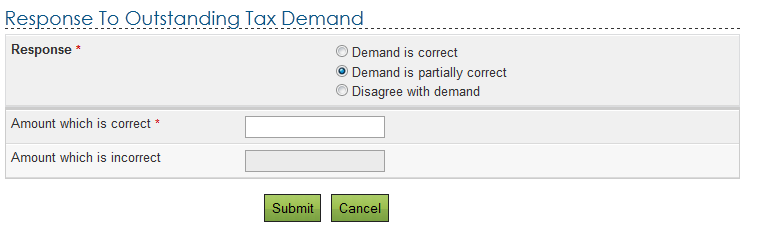 Response To Outstanding Tax Demand
Response *
Demand is correct
Demand is partially correct
Disagree with demand
Amount which is correct *
Amount which is incorrect
Submit Cancel